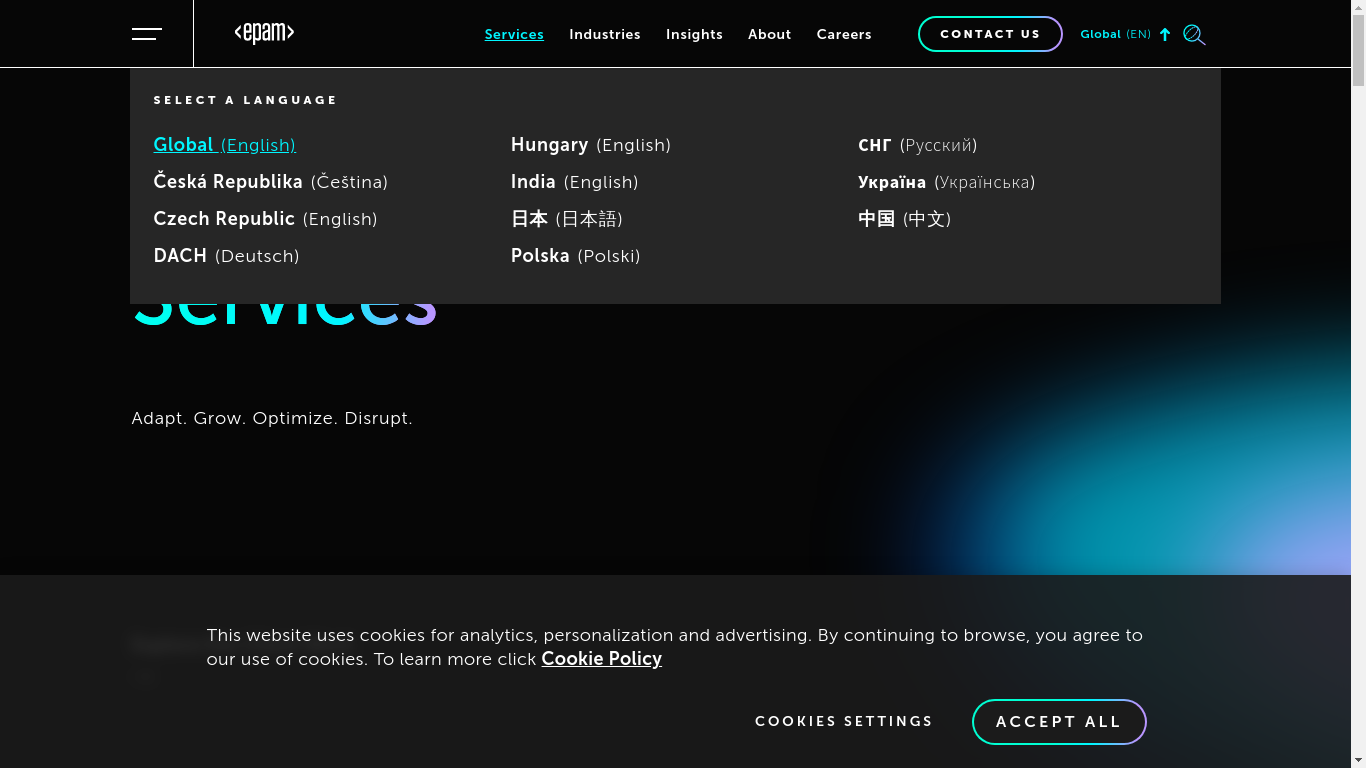 <epam>
Services Industries Insights About Careers CONTACT US Global (EN)
SELECT A LANGUAGE
Global (English)
Česká Republika (Čeština)
Czech Republic (English)
DACH (Deutsch)
Hungary (English)
India (English)
日本 (日本語)
Polska (Polski)
СНГ (Русский)
Україна (Українська)
中国 (中文)
Services
Adapt. Grow. Optimize. Disrupt.
This website uses cookies for analytics, personalization and advertising. By continuing to browse, you agree to
our use of cookies. To learn more click Cookie Policy
COOKIES SETTINGS ACCEPT ALL